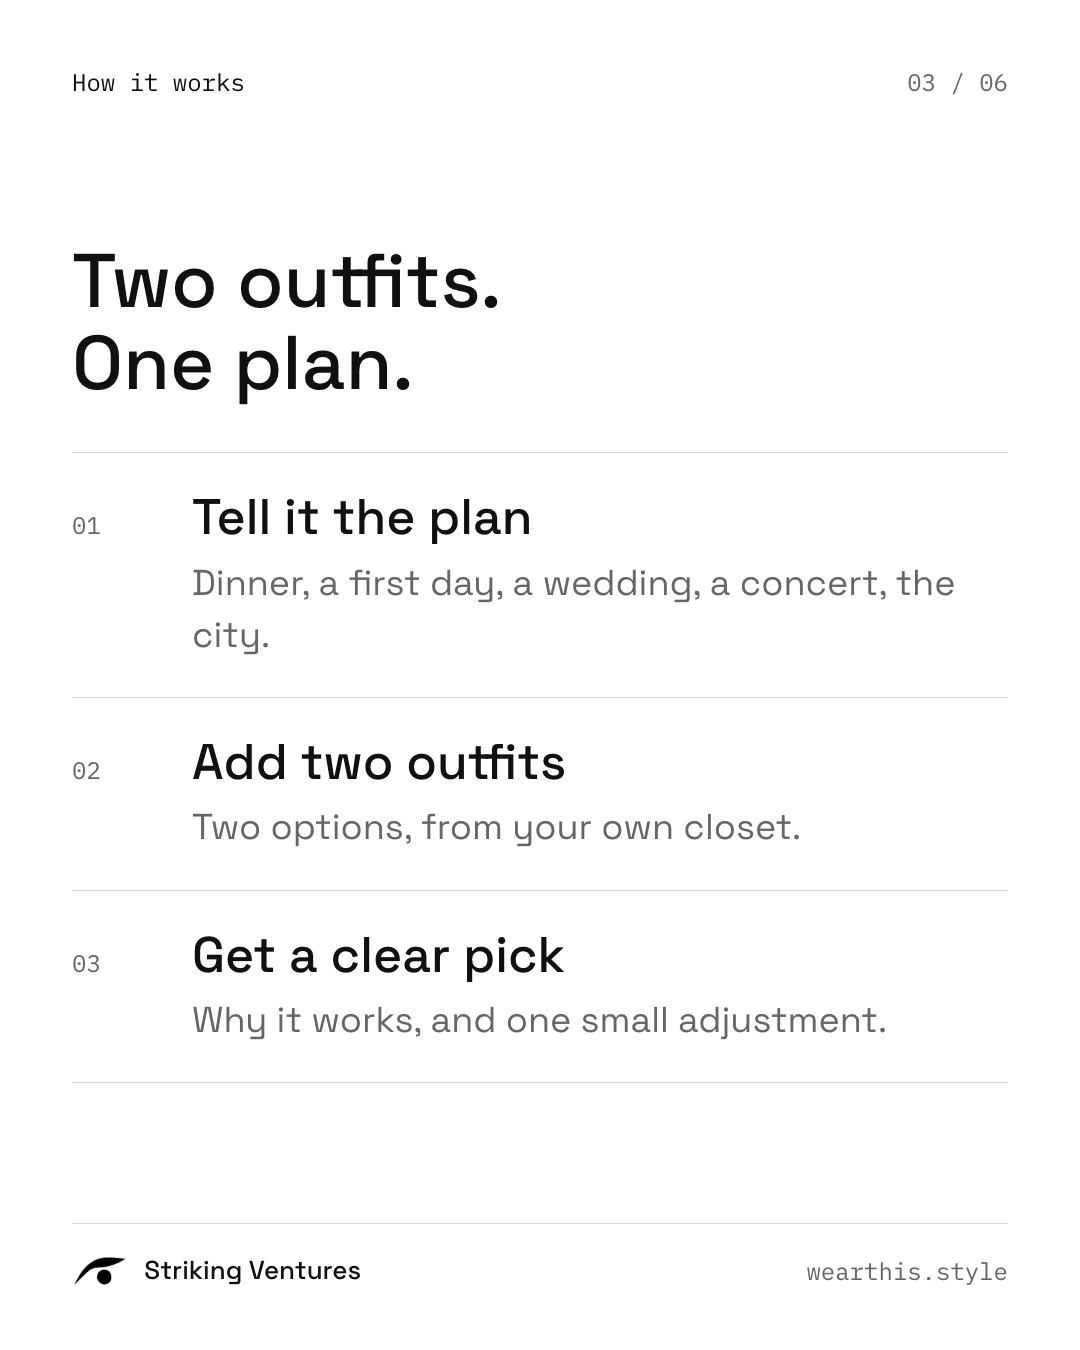 How it works
03 / 06
Two outfits.
One plan.
01
Tell it the plan
Dinner, a first day, a wedding, a concert, the
city.
02
Add two outfits
Two options, from your own closet.
03
Get a clear pick
Why it works, and one small adjustment.
Striking Ventures
wearthis.style